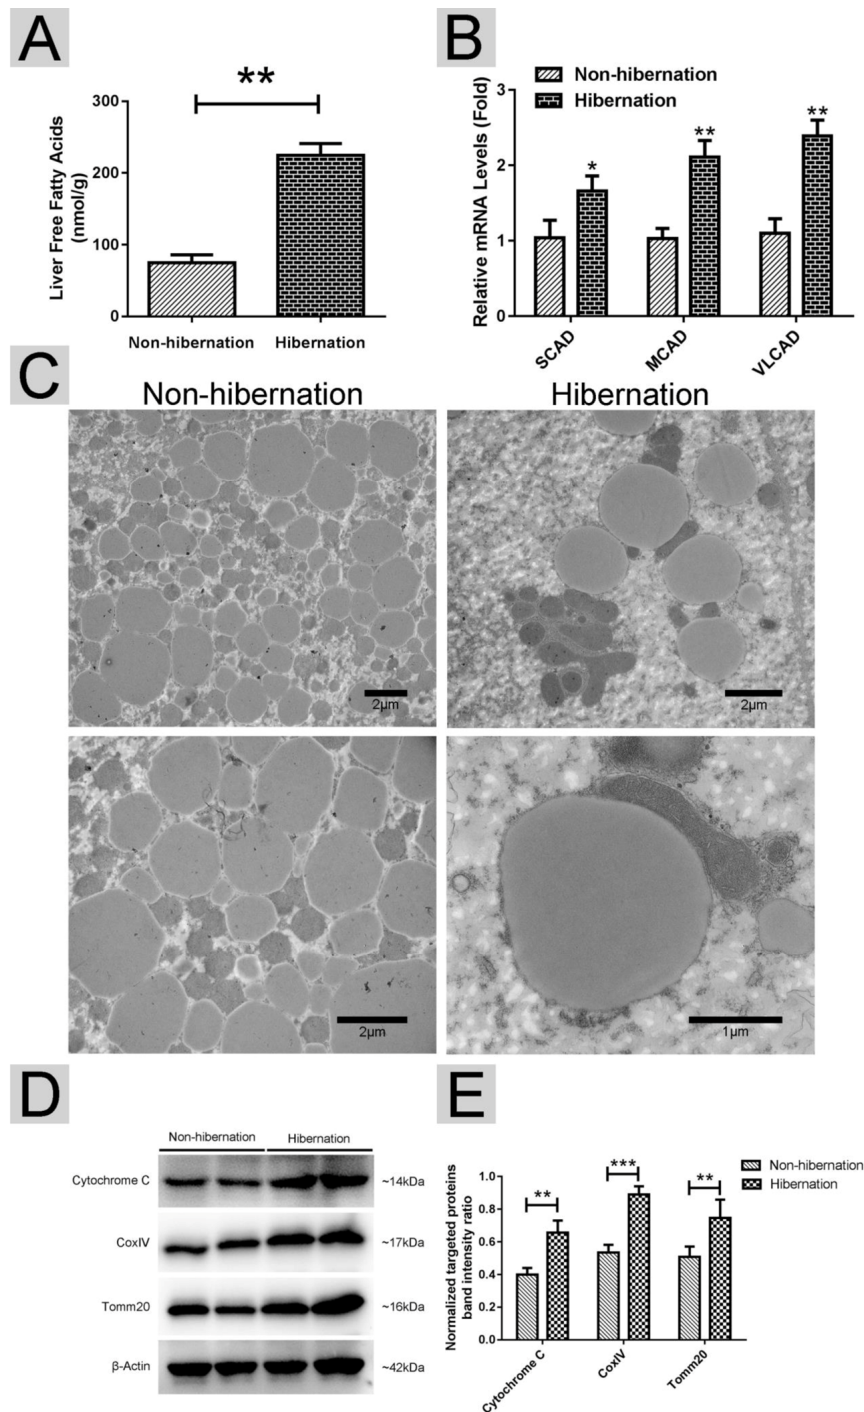 A
**
Liver Free Fatty Acids
(nmol/g)
300
200
100
0
Non-hibernation
Hibernation
B
Non-hibernation
Hibernation
Relative mRNA Levels (Fold)
3
2
1
0
*
**
**
SCAD
MCAD
VLCAD
C
Non-hibernation
Hibernation
2μm
2μm
2μm
1μm
D
Non-hibernation
Hibernation
Cytochrome C
~14kDa
CoxIV
~17kDa
Tomm20
~16kDa
β-Actin
~42kDa
E
Non-hibernation
Hibernation
Normalized targeted proteins
band intensity ratio
1.0
0.8
0.6
0.4
0.2
0.0
**
***
**
Cytochrome C
CoxIV
Tomm20